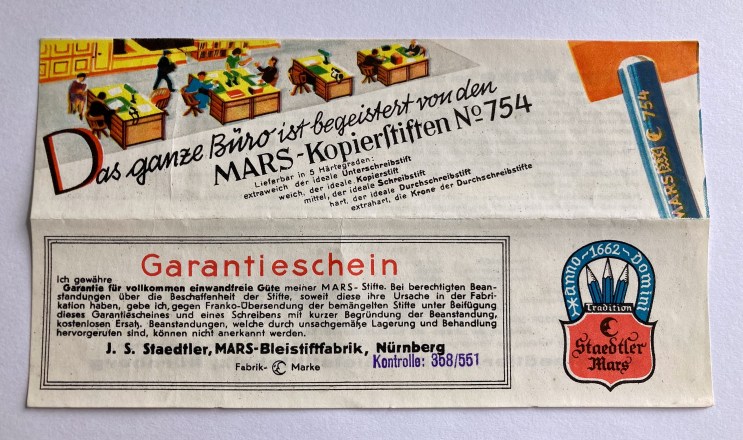 Das ganze Büro ist begeistert von den
MARS-Kopierstiften No 754
Lieferbar in 5 Härtegraden:
extraweich, der ideale Unterschreibstift
weich, der ideale Kopierstift
mittel, der ideale Schreibstift
hart, der ideale Durchschreibstift
extrahart, die Krone der Durchschreibstifte
MARS 754
Garantieschein
Ich gewähre
Garantie für vollkommen einwandfreie Güte meiner MARS-Stifte. Bei berechtigten Bean-
standungen über die Beschaffenheit der Stifte, soweit diese ihre Ursache in der Fabri-
kation haben, gebe ich, gegen Franko-Übersendung der bemängelten Stifte unter Beifügung
dieses Garantiescheines und eines Schreibens mit kurzer Begründung der Beanstandung,
kostenlosen Ersatz. Beanstandungen, welche durch unsachgemäße Lagerung und Behandlung
hervorgerufen sind, können nicht anerkannt werden.
J. S. Staedtler, MARS-Bleistiftfabrik, Nürnberg
Fabrik- Marke
Kontrolle: 358/551
Anno-1662-Domini
Tradition
Staedtler
Mars